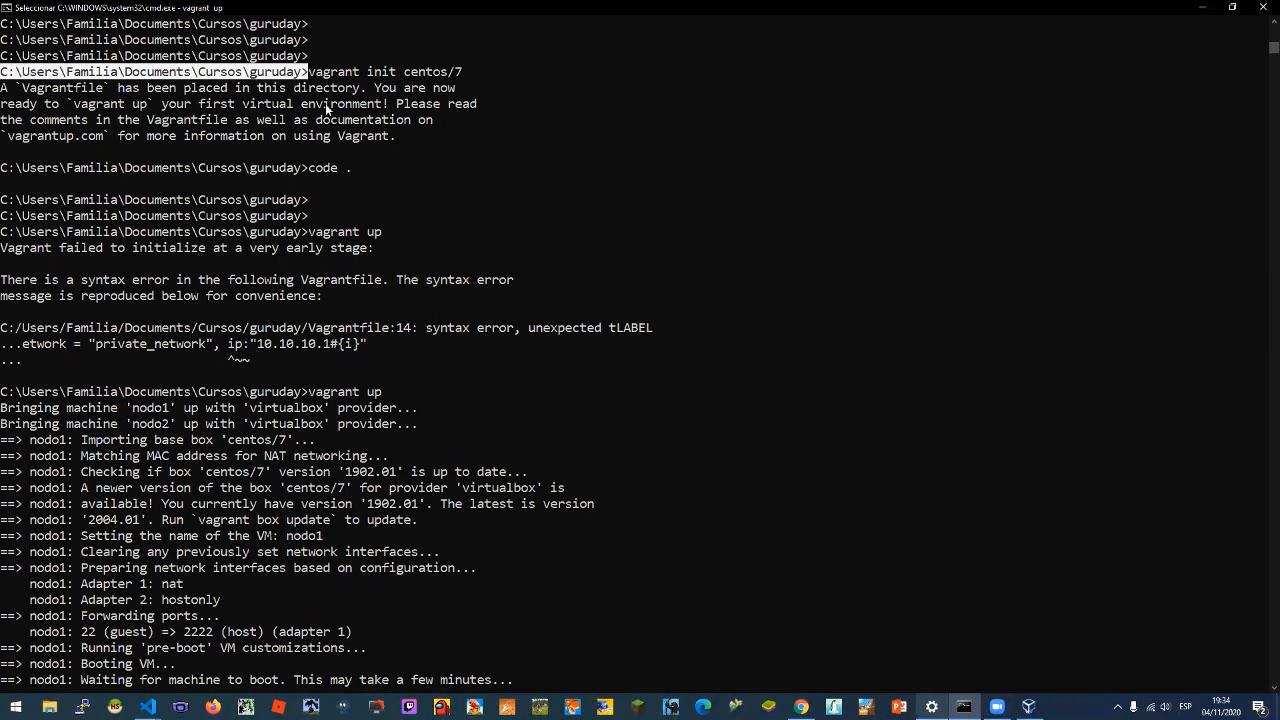 Seleccionar C:\WINDOWS\system32\cmd.exe - vagrant  up
C:\Users\Familia\Documents\Cursos\guruday>
C:\Users\Familia\Documents\Cursos\guruday>
C:\Users\Familia\Documents\Cursos\guruday>
C:\Users\Familia\Documents\Cursos\guruday>vagrant init centos/7
A `Vagrantfile` has been placed in this directory. You are now
ready to `vagrant up` your first virtual environment! Please read
the comments in the Vagrantfile as well as documentation on
`vagrantup.com` for more information on using Vagrant.
C:\Users\Familia\Documents\Cursos\guruday>code .
C:\Users\Familia\Documents\Cursos\guruday>
C:\Users\Familia\Documents\Cursos\guruday>
C:\Users\Familia\Documents\Cursos\guruday>vagrant up
Vagrant failed to initialize at a very early stage:
There is a syntax error in the following Vagrantfile. The syntax error
message is reproduced below for convenience:
C:/Users/Familia/Documents/Cursos/guruday/Vagrantfile:14: syntax error, unexpected tLABEL
...etwork = "private_network", ip:"10.10.10.1#{i}"
...                            ^~~
C:\Users\Familia\Documents\Cursos\guruday>vagrant up
Bringing machine 'nodo1' up with 'virtualbox' provider...
Bringing machine 'nodo2' up with 'virtualbox' provider...
==> nodo1: Importing base box 'centos/7'...
==> nodo1: Matching MAC address for NAT networking...
==> nodo1: Checking if box 'centos/7' version '1902.01' is up to date...
==> nodo1: A newer version of the box 'centos/7' for provider 'virtualbox' is
==> nodo1: available! You currently have version '1902.01'. The latest is version
==> nodo1: '2004.01'. Run `vagrant box update` to update.
==> nodo1: Setting the name of the VM: nodo1
==> nodo1: Clearing any previously set network interfaces...
==> nodo1: Preparing network interfaces based on configuration...
    nodo1: Adapter 1: nat
    nodo1: Adapter 2: hostonly
==> nodo1: Forwarding ports...
    nodo1: 22 (guest) => 2222 (host) (adapter 1)
==> nodo1: Running 'pre-boot' VM customizations...
==> nodo1: Booting VM...
==> nodo1: Waiting for machine to boot. This may take a few minutes...
ESP
19:34
04/11/2020
2